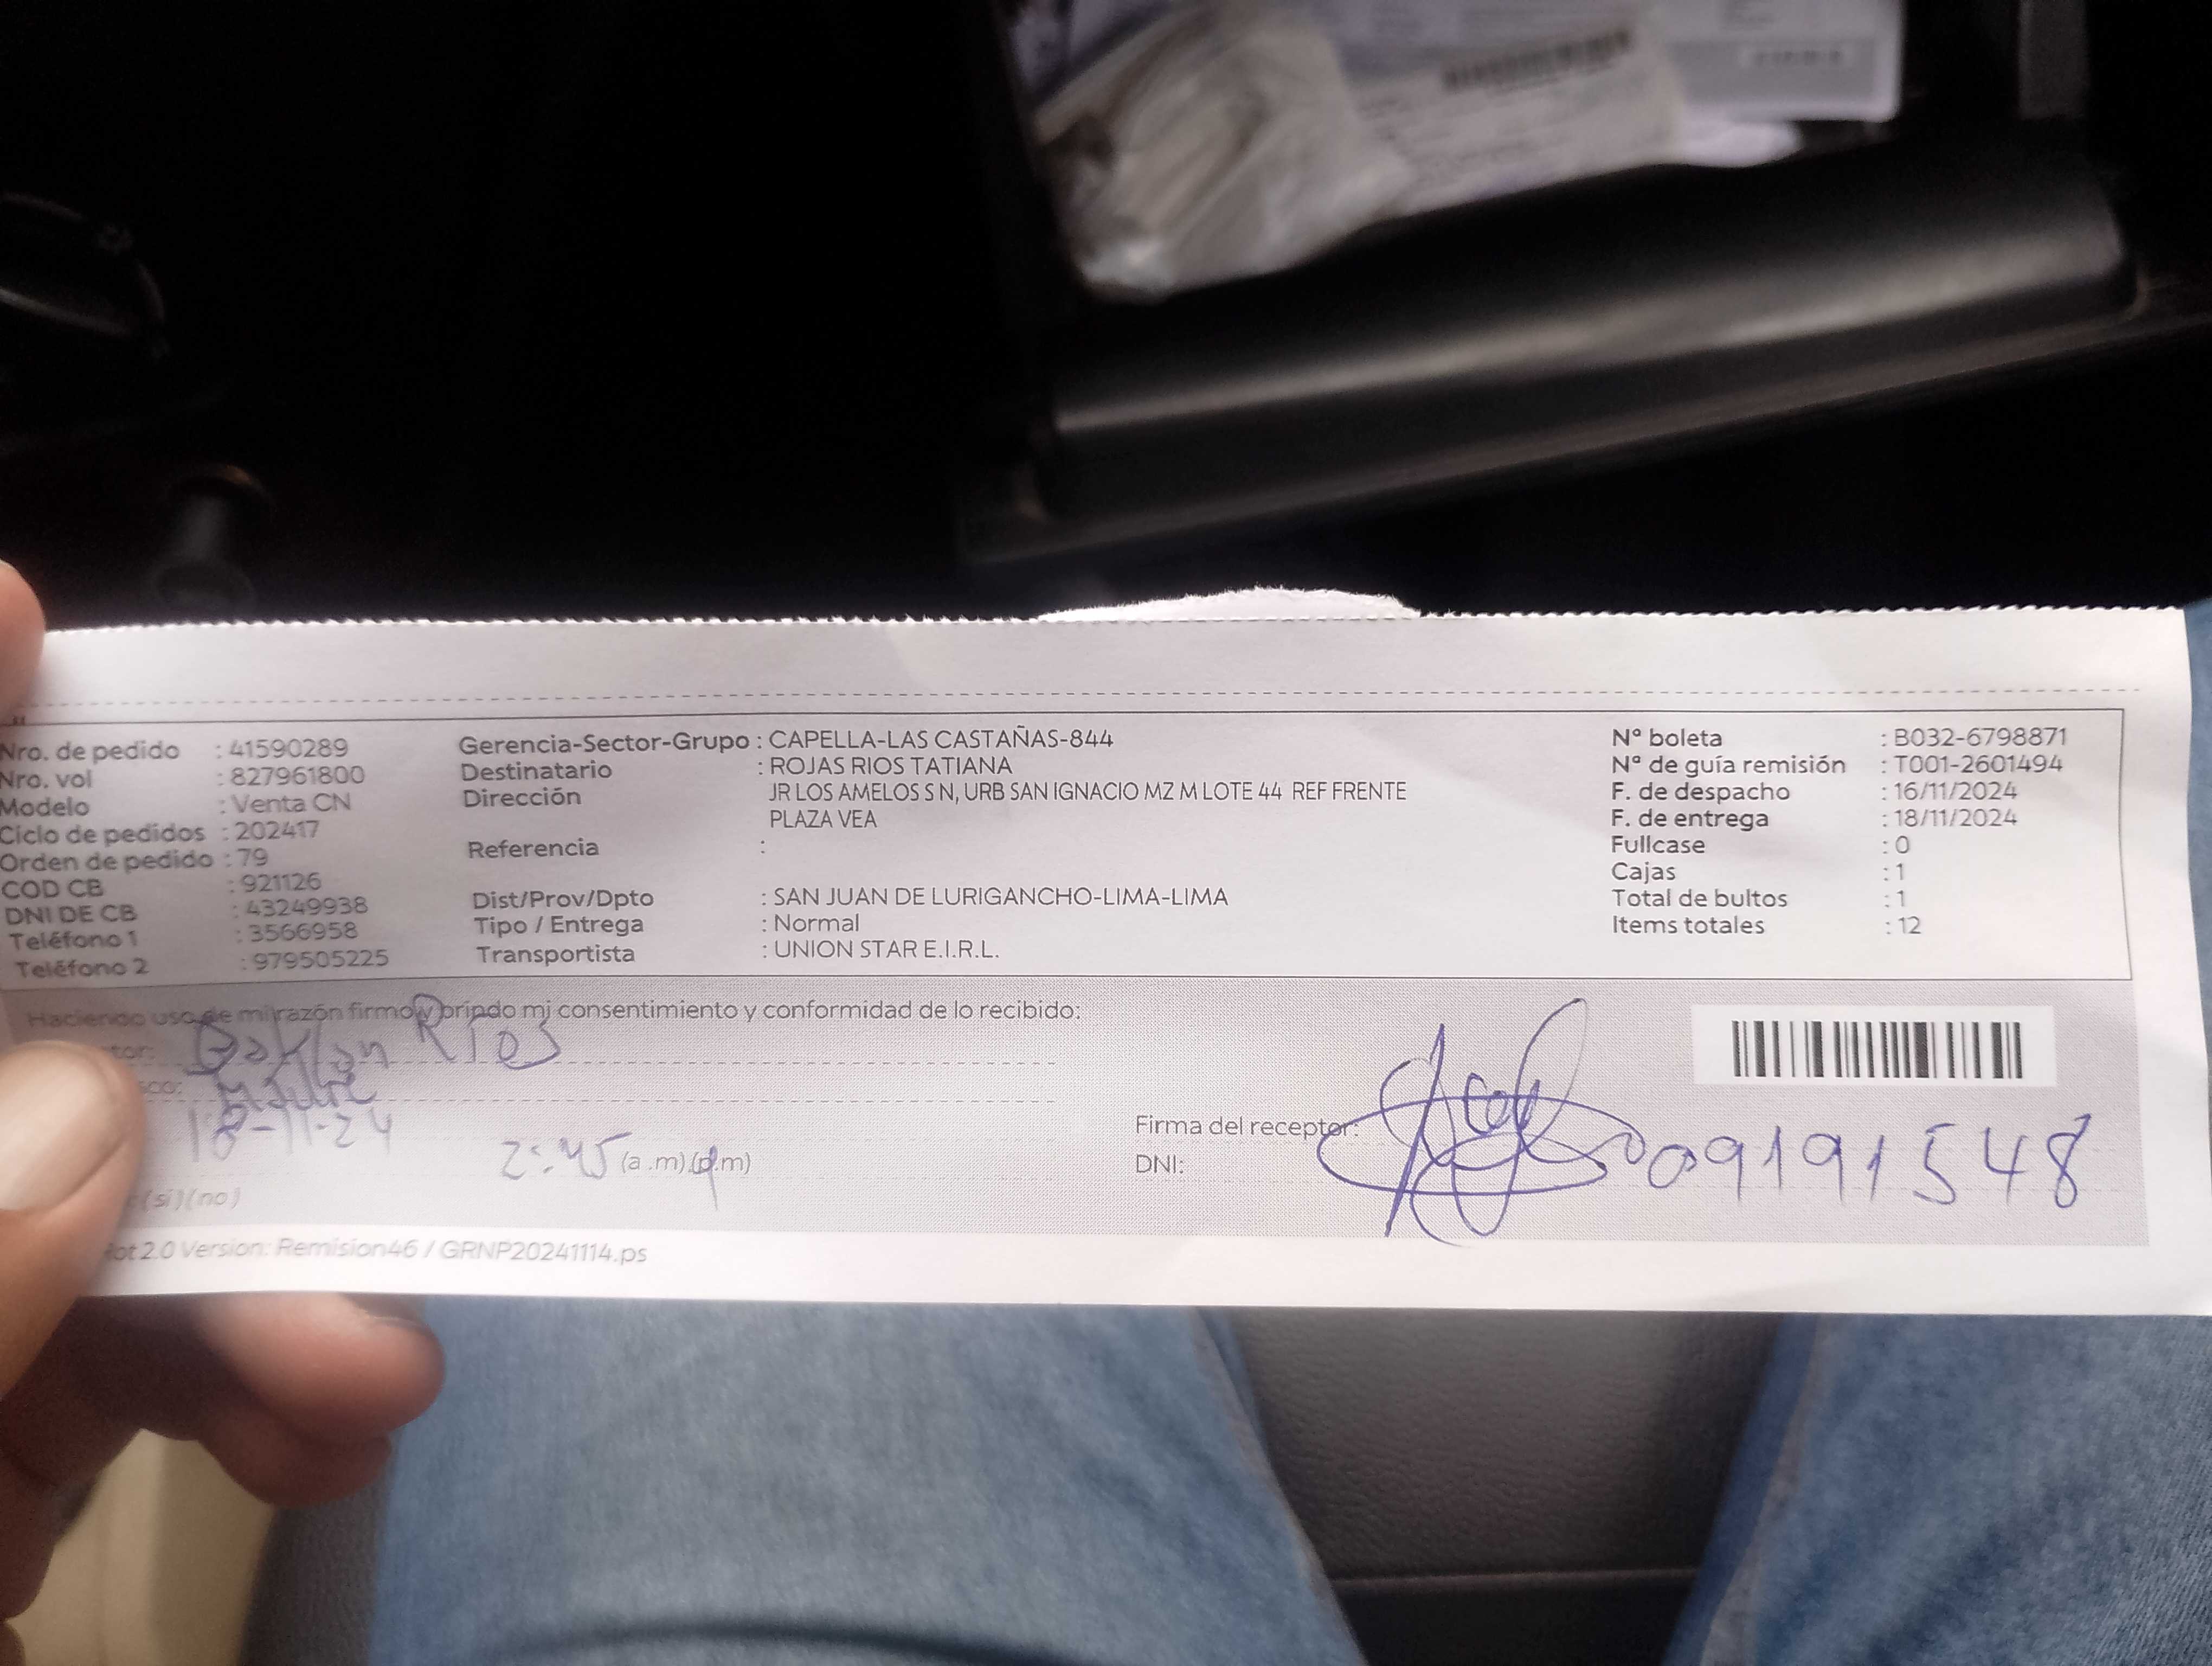 Nro. de pedido : 41590289
Nro. vol : 827961800
Modelo : Venta CN
Ciclo de pedidos : 202417
Orden de pedido : 79
COD CB : 921126
DNI DE CB : 43249938
Teléfono 1 : 3566958
Teléfono 2 : 979505225
Gerencia-Sector-Grupo : CAPELLA-LAS CASTAÑAS-844
Destinatario : ROJAS RIOS TATIANA
Dirección JR LOS AMELOS S N, URB SAN IGNACIO MZ M LOTE 44 REF FRENTE
PLAZA VEA
Referencia :
Dist/Prov/Dpto : SAN JUAN DE LURIGANCHO-LIMA-LIMA
Tipo / Entrega : Normal
Transportista : UNION STAR E.I.R.L.
Nº boleta : B032-6798871
Nº de guía remisión : T001-2601494
F. de despacho : 16/11/2024
F. de entrega : 18/11/2024
Fullcase : 0
Cajas : 1
Total de bultos : 1
Items totales : 12
Haciendo uso de mi razón firmo y brindo mi consentimiento y conformidad de lo recibido:
tor: Rios
sco:
18-11-24
2:45 (a.m)(p.m)
(si)(no)
Firma del receptor:
DNI: 09191548
Rot 2.0 Version: Remision46 / GRNP20241114.ps